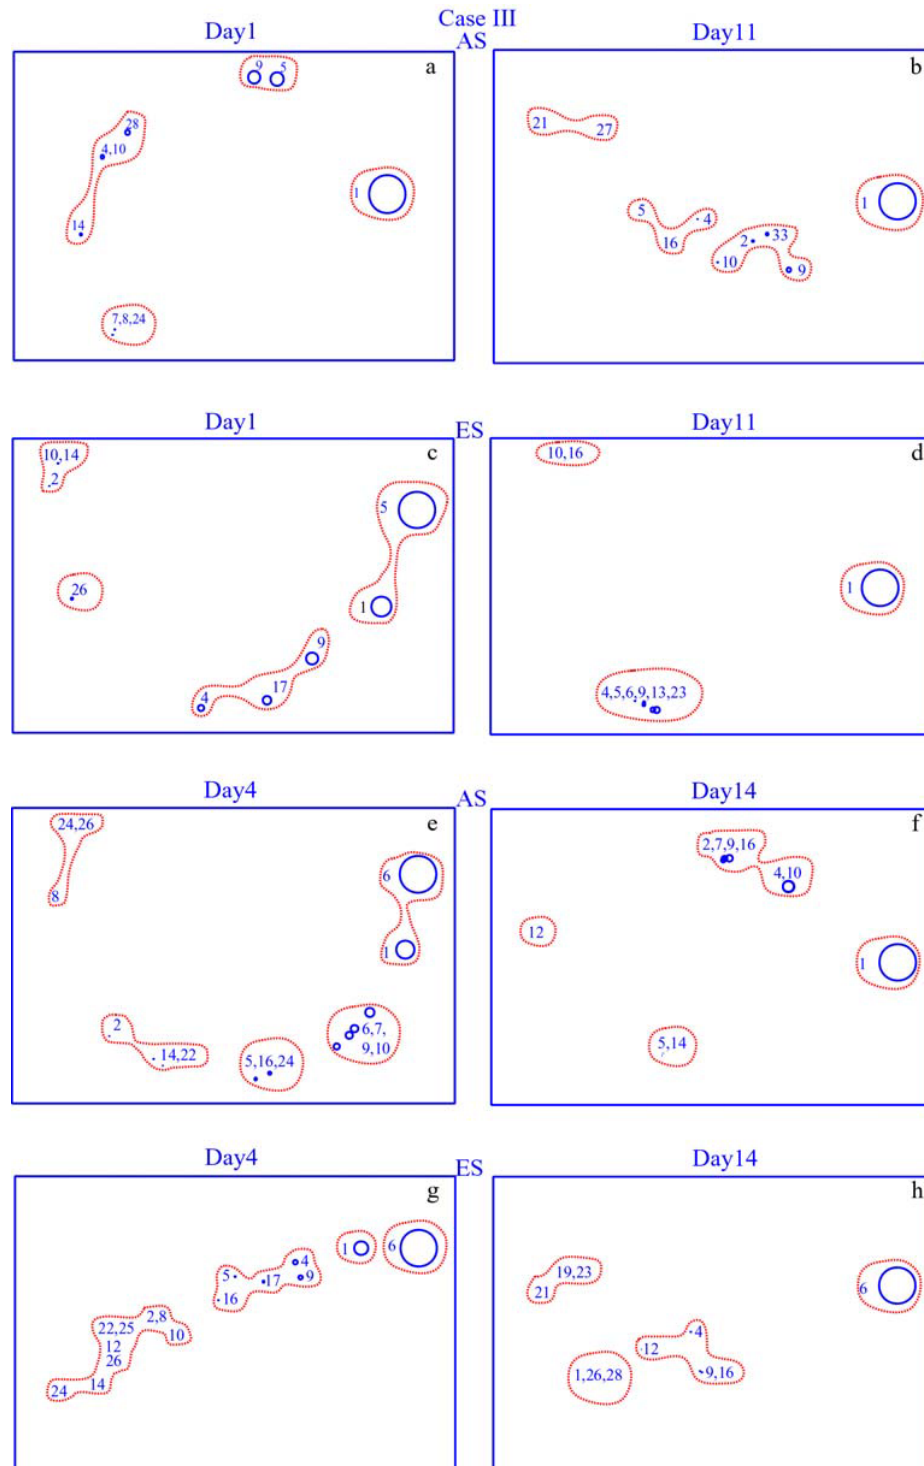 Case III
Day1
AS
Day11
a
9 5
28
4,10
1
14
7,8,24
b
21
27
1
5
4
16
2
33
10
9
Day1
ES
Day11
c
10,14
2
5
26
1
9
17
4
d
10,16
1
4,5,6,9,13,23
Day4
AS
Day14
e
24,26
6
8
1
2
6,7,
14,22
5,16,24
9,10
f
2,7,9,16
4,10
12
1
5,14
Day4
ES
Day14
g
1
6
4
5
17
9
16
2,8
22,25
10
12
26
14
24
h
19,23
21
6
4
12
9,16
1,26,28